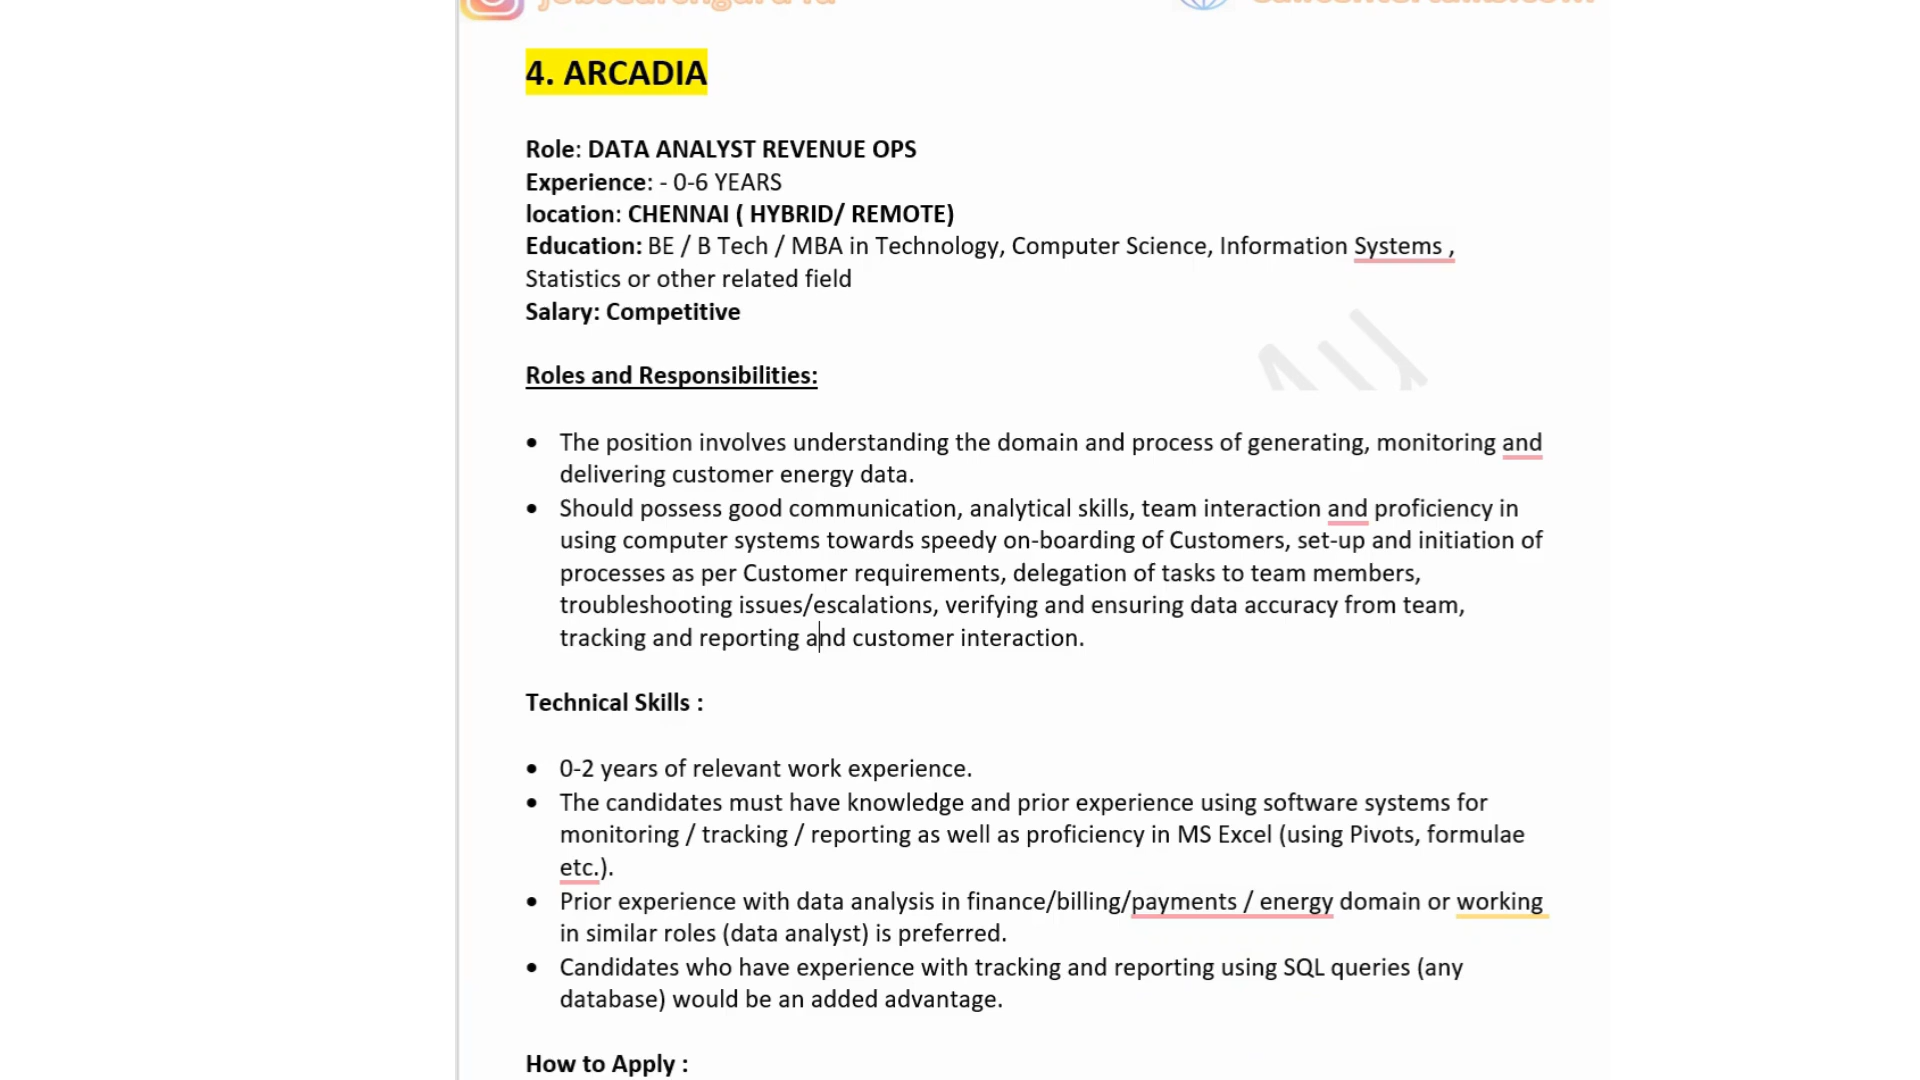 4. ARCADIA
Role: DATA ANALYST REVENUE OPS
Experience: - 0-6 YEARS
location: CHENNAI ( HYBRID/ REMOTE)
Education: BE / B Tech / MBA in Technology, Computer Science, Information Systems ,
Statistics or other related field
Salary: Competitive
Roles and Responsibilities:
• The position involves understanding the domain and process of generating, monitoring and
delivering customer energy data.
• Should possess good communication, analytical skills, team interaction and proficiency in
using computer systems towards speedy on-boarding of Customers, set-up and initiation of
processes as per Customer requirements, delegation of tasks to team members,
troubleshooting issues/escalations, verifying and ensuring data accuracy from team,
tracking and reporting and customer interaction.
Technical Skills :
• 0-2 years of relevant work experience.
• The candidates must have knowledge and prior experience using software systems for
monitoring / tracking / reporting as well as proficiency in MS Excel (using Pivots, formulae
etc.).
• Prior experience with data analysis in finance/billing/payments / energy domain or working
in similar roles (data analyst) is preferred.
• Candidates who have experience with tracking and reporting using SQL queries (any
database) would be an added advantage.
How to Apply :